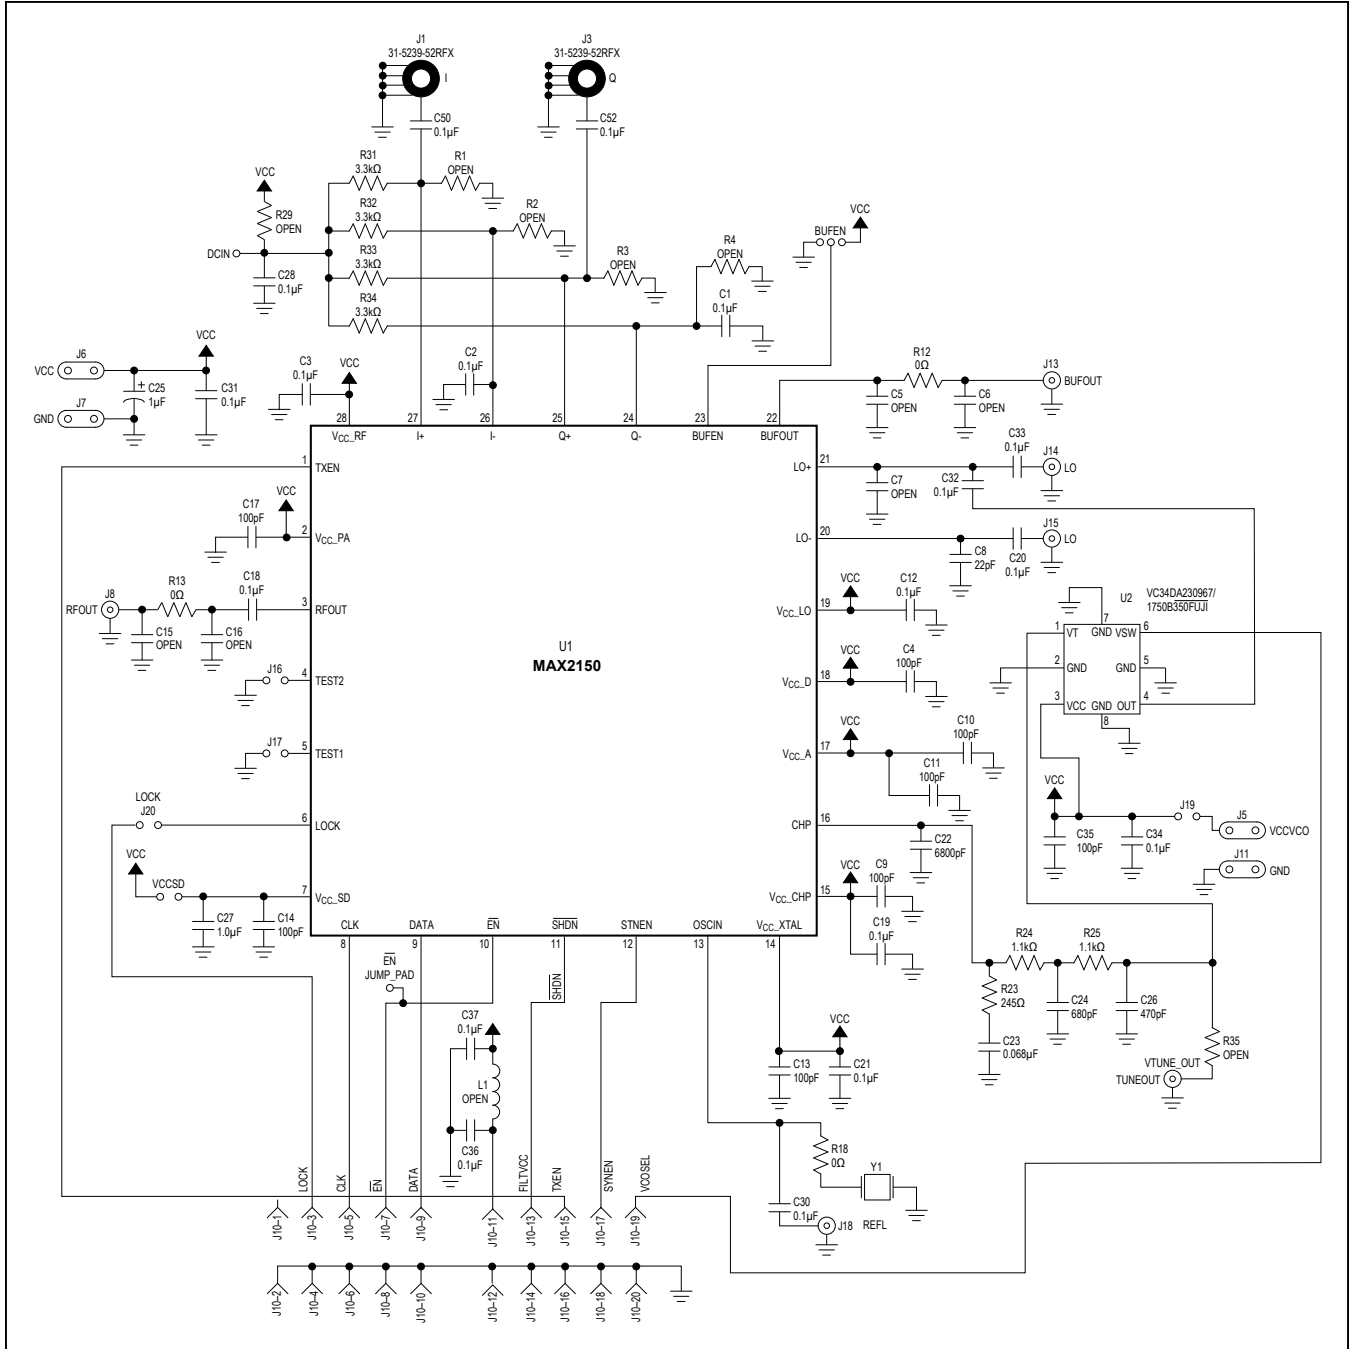 J1
31-5239-52RFX
I
J3
31-5239-52RFX
Q
C50
0.1µF
C52
0.1µF
R31
3.3kΩ
R1
OPEN
VCC
R29
OPEN
R32
3.3kΩ
R2
OPEN
DCIN
R33
3.3kΩ
R3
OPEN
R4
OPEN
BUFEN
VCC
C28
0.1µF
R34
3.3kΩ
C1
0.1µF
J6
VCC
VCC
C25
+
1µF
C31
0.1µF
J7
GND
C3
0.1µF
VCC
C2
0.1µF
R12
0Ω
J13
BUFOUT
C5
OPEN
C6
OPEN
28
27
26
25
24
23
22
VCC_RF
I+
I-
Q+
Q-
BUFEN
BUFOUT
1
TXEN
21
LO+
C33
0.1µF
J14
LO
C7
OPEN
C32
0.1µF
C17
100pF
VCC
2
VCC_PA
20
LO-
J15
LO
C8
22pF
C20
0.1µF
R13
0Ω
C18
0.1µF
J8
RFOUT
3
RFOUT
C15
OPEN
C16
OPEN
VCC
C12
0.1µF
19
VCC_LO
U2
VC34DA230967/
1750B350FUJI
7
1
VT
GND
VSW
6
2
GND
GND
5
3
VCC
GND
OUT
4
8
U1
MAX2150
J16
4
TEST2
VCC
C4
100pF
18
VCC_D
J17
5
TEST1
VCC
C10
100pF
17
VCC_A
C11
100pF
LOCK
J20
6
LOCK
16
CHP
C22
6800pF
VCC
C35
100pF
C34
0.1µF
J19
J5
VCCVCO
J11
GND
VCC
VCCSD
7
VCC_SD
C27
1.0µF
C14
100pF
VCC
C9
100pF
15
VCC_CHP
C19
0.1µF
CLK
DATA
EN
SHDN
STNEN
OSCIN
VCC_XTAL
8
9
10
11
12
13
14
EN
JUMP_PAD
SHDN
R24
1.1kΩ
R25
1.1kΩ
R23
245Ω
C24
680pF
C26
470pF
C23
0.068µF
R35
OPEN
VTUNE_OUT
TUNEOUT
C37
0.1µF
L1
OPEN
C36
0.1µF
VCC
C13
100pF
C21
0.1µF
R18
0Ω
Y1
C30
0.1µF
J18
REFL
LOCK
CLK
EN
DATA
FILTVCC
TXEN
SYNEN
VCOSEL
J10–1
J10–3
J10–5
J10–7
J10–9
J10–11
J10–13
J10–15
J10–17
J10–19
J10–2
J10–4
J10–6
J10–8
J10–10
J10–12
J10–14
J10–16
J10–18
J10–20